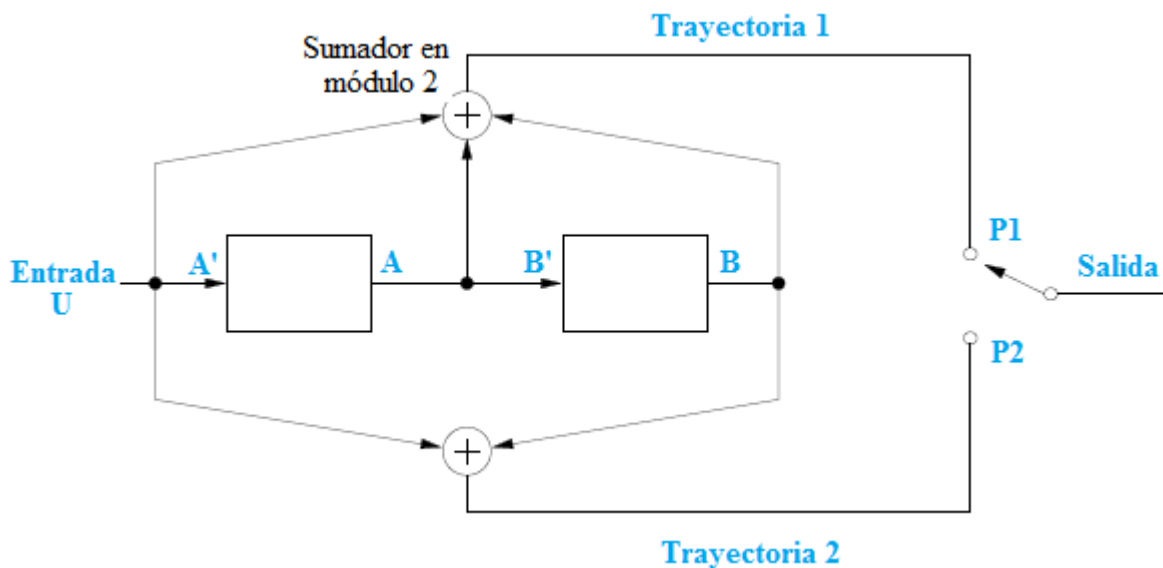 Trayectoria 1
Sumador en
módulo 2
+
A'
A
B'
B
P1
Entrada
U
Salida
P2
+
Trayectoria 2